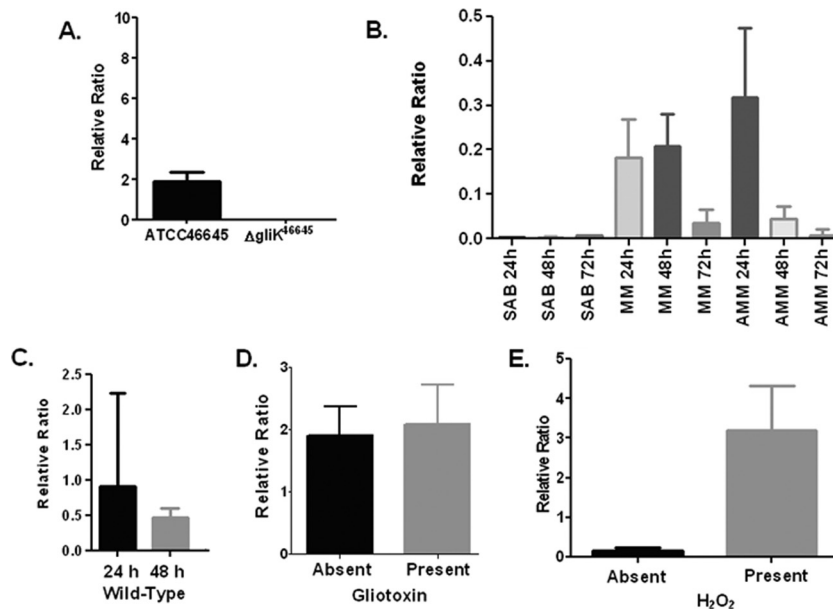 A.
Relative Ratio
10
8
6
4
2
0
ATCC46645
ΔgliK⁴⁶⁶⁴⁵
B.
Relative Ratio
0.5
0.4
0.3
0.2
0.1
0.0
SAB 24h
SAB 48h
SAB 72h
MM 24h
MM 48h
MM 72h
AMM 24h
AMM 48h
AMM 72h
C.
Relative Ratio
2.5
2.0
1.5
1.0
0.5
0.0
24 h 48 h
Wild-Type
D.
Relative Ratio
3
2
1
0
Absent Present
Gliotoxin
E.
Relative Ratio
5
4
3
2
1
0
Absent Present
H₂O₂